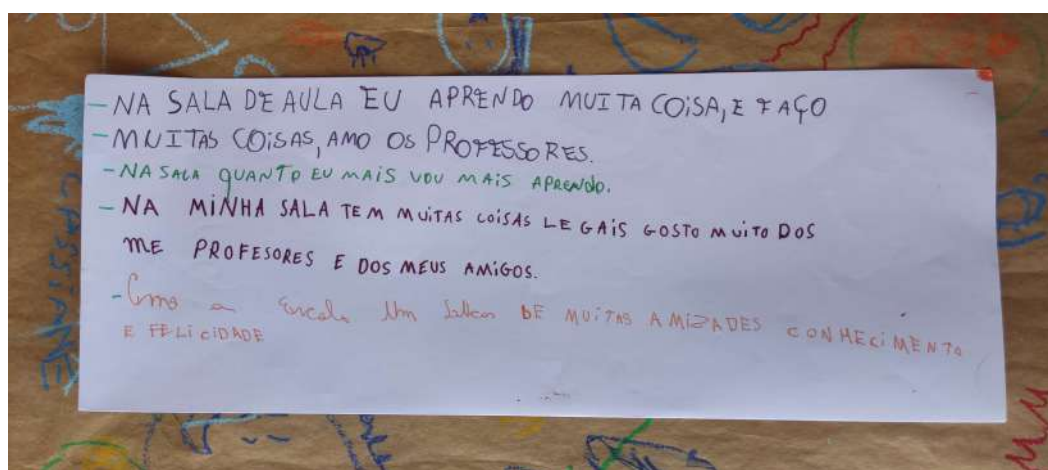 - NA SALA DE AULA EU APRENDO MUITA COISA, E FAÇO
- MUITAS COISAS, AMO OS PROFESSORES.
- NA SALA QUANTO EU MAIS VOU MAIS APRENDO.
- NA MINHA SALA TEM MUITAS COISAS LEGAIS GOSTO MUITO DOS
ME PROFESORES E DOS MEUS AMIGOS.
- a Escola Um DE MUITAS AMIZADES CONHECIMENTO
E FELICIDADE
CASSIANE